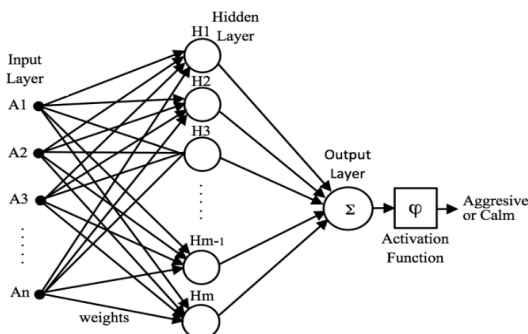 Input
Layer
A1
A2
A3
An
weights
Hidden
Layer
H1
H2
H3
Hm-1
Hm
Output
Layer
Σ
φ
Activation
Function
Aggresive
or Calm